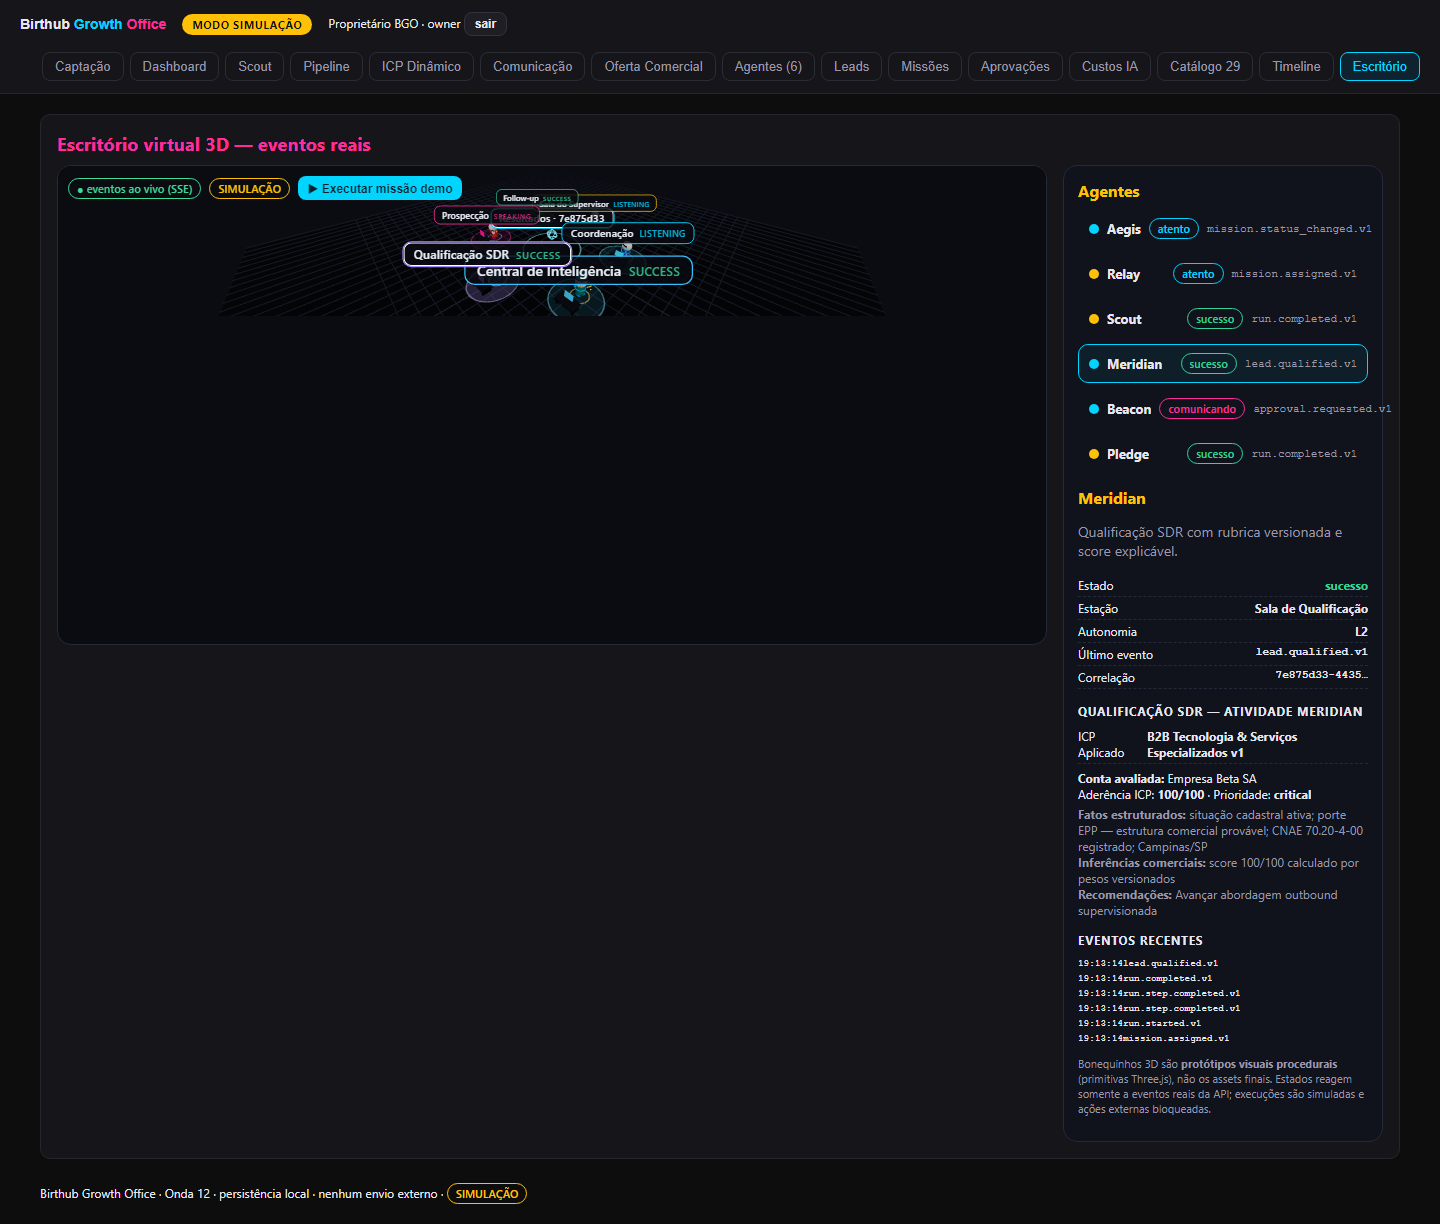 Birthub Growth Office MODO SIMULAÇÃO Proprietário BGO · owner sair
Captação Dashboard Scout Pipeline ICP Dinâmico Comunicação Oferta Comercial Agentes (6) Leads Missões Aprovações Custos IA Catálogo 29 Timeline Escritório
Escritório virtual 3D — eventos reais
● eventos ao vivo (SSE) SIMULAÇÃO ▶ Executar missão demo
Follow-up SUCCESS
Supervisor LISTENING
Prospecção SPEAKING
os · 7e875d33
Coordenação LISTENING
Qualificação SDR SUCCESS
Central de Inteligência SUCCESS
Agentes
Aegis atento mission.status_changed.v1
Relay atento mission.assigned.v1
Scout sucesso run.completed.v1
Meridian sucesso lead.qualified.v1
Beacon comunicando approval.requested.v1
Pledge sucesso run.completed.v1
Meridian
Qualificação SDR com rubrica versionada e
score explicável.
Estado sucesso
Estação Sala de Qualificação
Autonomia L2
Último evento lead.qualified.v1
Correlação 7e875d33-4435…
QUALIFICAÇÃO SDR — ATIVIDADE MERIDIAN
ICP B2B Tecnologia & Serviços
Aplicado Especializados v1
Conta avaliada: Empresa Beta SA
Aderência ICP: 100/100 · Prioridade: critical
Fatos estruturados: situação cadastral ativa; porte
EPP — estrutura comercial provável; CNAE 70.20-4-00
registrado; Campinas/SP
Inferências comerciais: score 100/100 calculado por
pesos versionados
Recomendações: Avançar abordagem outbound
supervisionada
EVENTOS RECENTES
19:13:14lead.qualified.v1
19:13:14run.completed.v1
19:13:14run.step.completed.v1
19:13:14run.step.completed.v1
19:13:14run.started.v1
19:13:14mission.assigned.v1
Bonequinhos 3D são protótipos visuais procedurais
(primitivas Three.js), não os assets finais. Estados reagem
somente a eventos reais da API; execuções são simuladas e
ações externas bloqueadas.
Birthub Growth Office · Onda 12 · persistência local · nenhum envio externo · SIMULAÇÃO